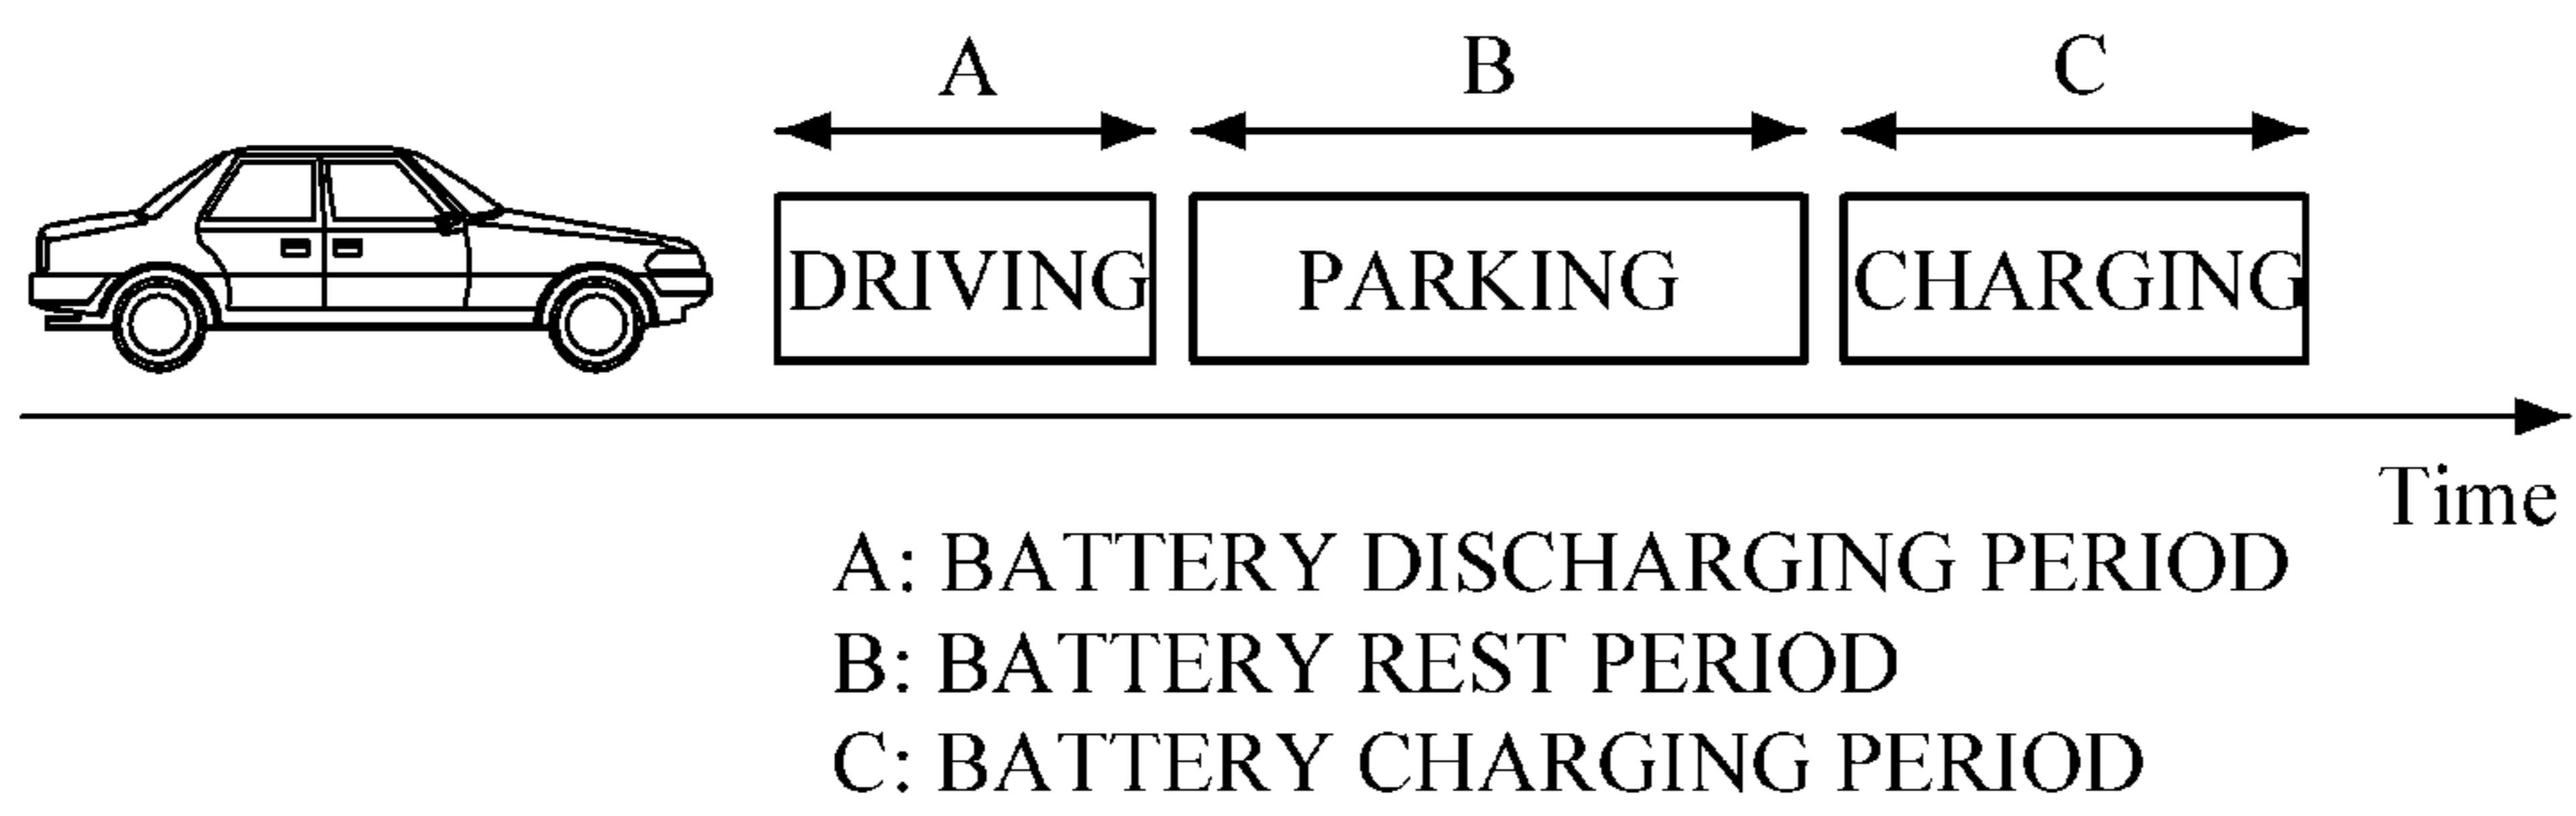 A B C
DRIVING PARKING CHARGING
Time
A: BATTERY DISCHARGING PERIOD
B: BATTERY REST PERIOD
C: BATTERY CHARGING PERIOD